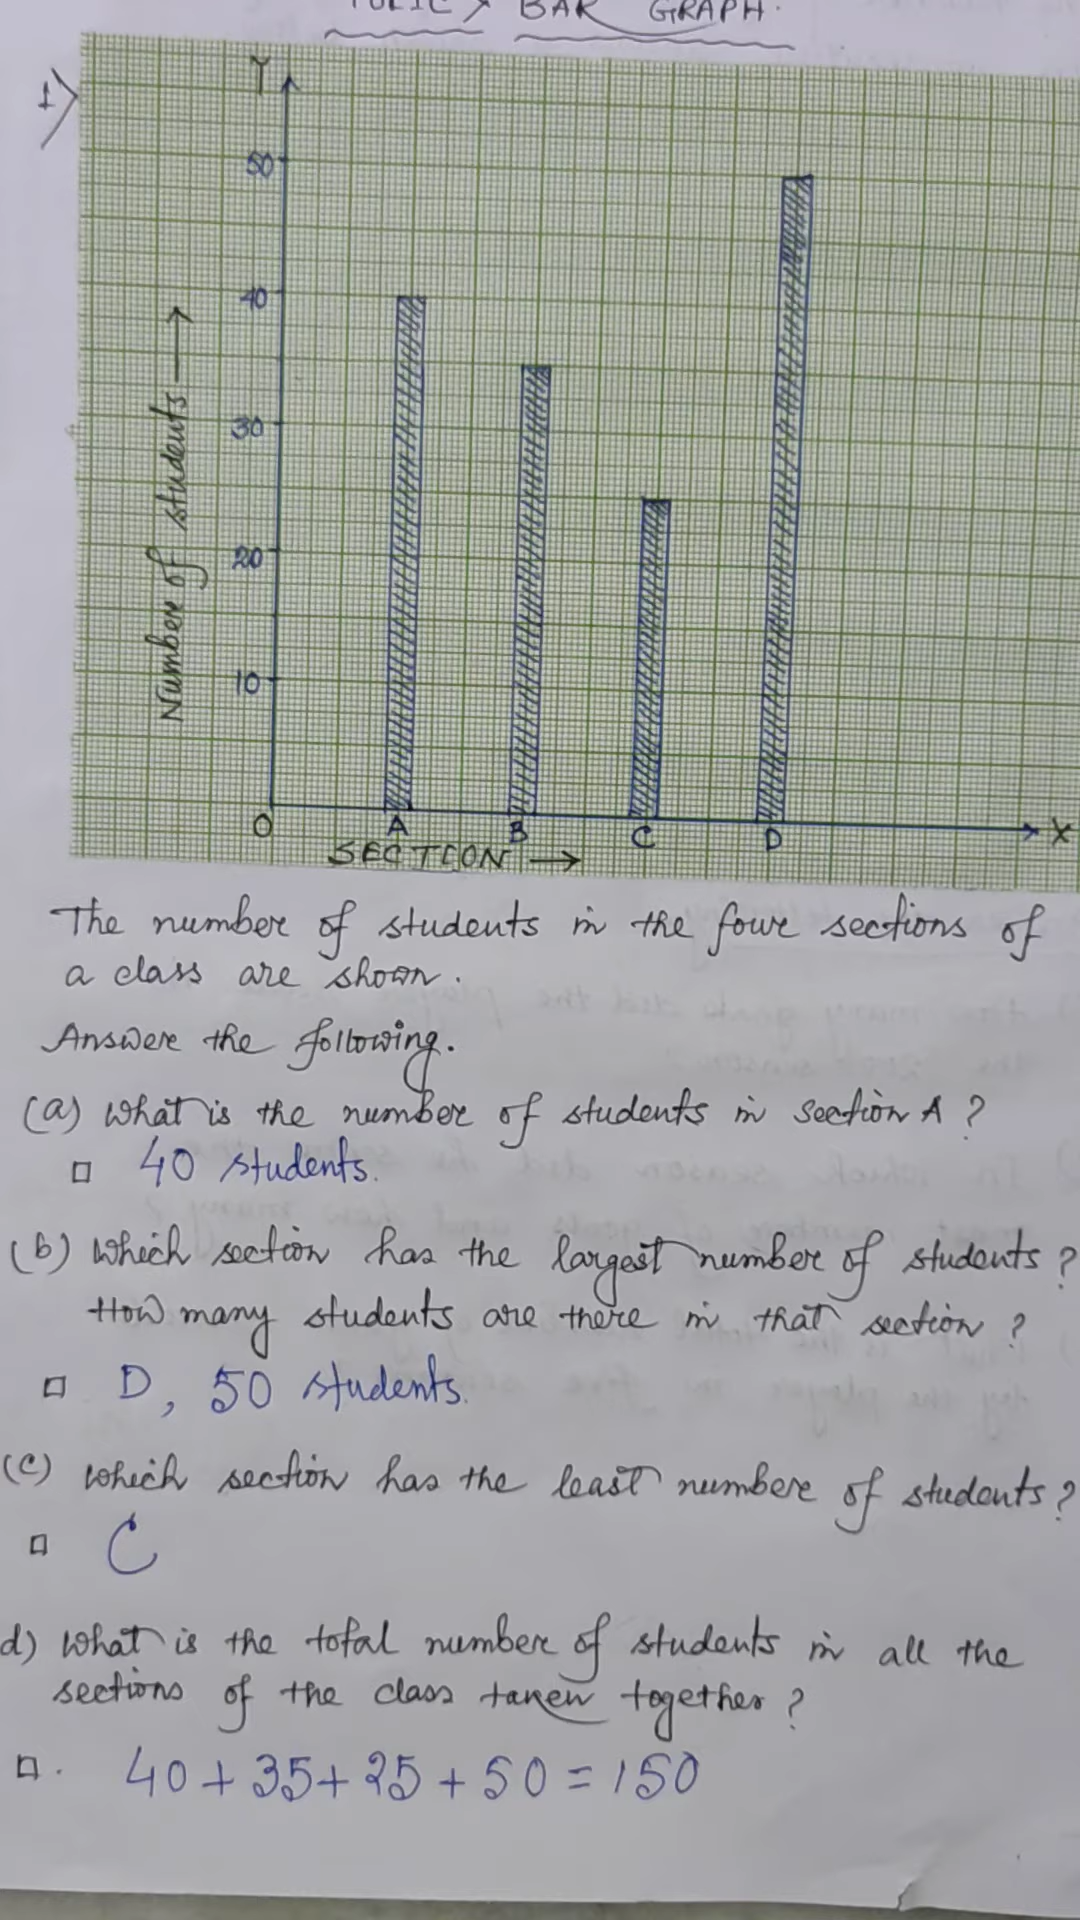 TOPIC > BAR GRAPH.
1)
Y
50
40
30
20
10
Number of students →
O A B C D X
SECTION →
The number of students in the four sections of
a class are shown.
Answer the following.
(a) What is the number of students in section A ?
40 students.
(b) Which section has the largest number of students ?
How many students are there in that section ?
D, 50 students.
(c) Which section has the least number of students ?
C
d) What is the total number of students in all the
sections of the class taken together ?
40 + 35 + 25 + 50 = 150